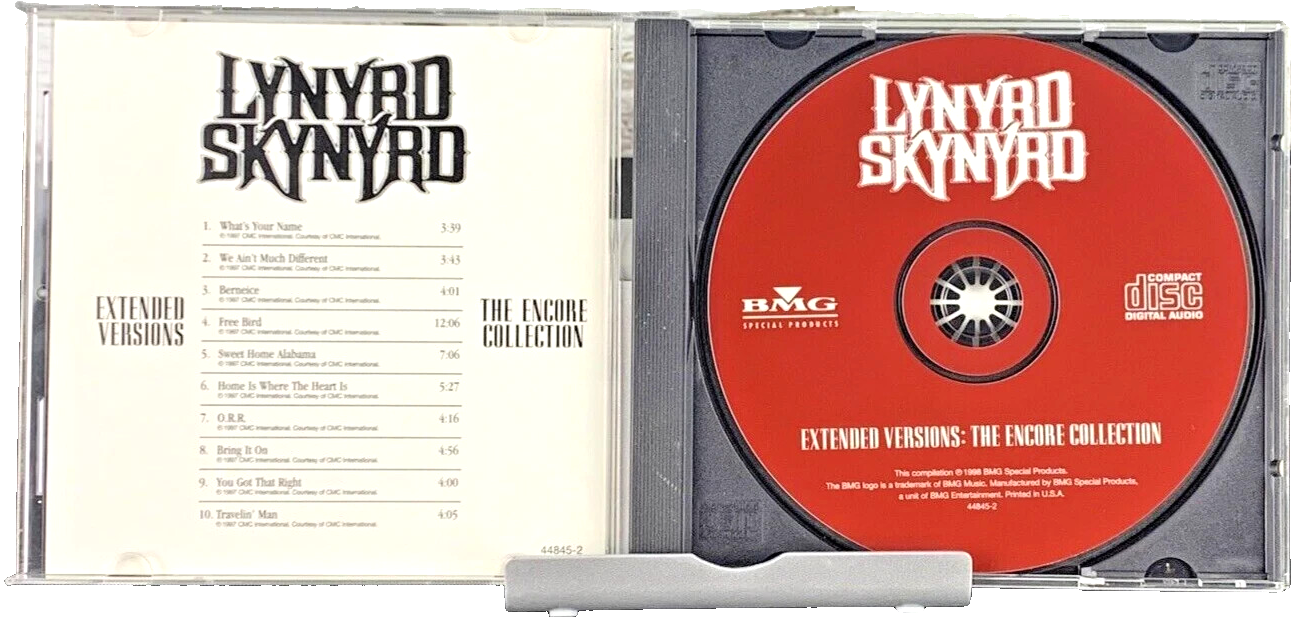 LYNYRD
SKYNYRD
EXTENDED
VERSIONS
THE ENCORE
COLLECTION
1. What's Your Name 3:39
℗ 1997 CMC International. Courtesy of CMC International.
2. We Ain't Much Different 3:43
℗ 1997 CMC International. Courtesy of CMC International.
3. Berneice 4:01
℗ 1997 CMC International. Courtesy of CMC International.
4. Free Bird 12:06
℗ 1997 CMC International. Courtesy of CMC International.
5. Sweet Home Alabama 7:06
℗ 1997 CMC International. Courtesy of CMC International.
6. Home Is Where The Heart Is 5:27
℗ 1997 CMC International. Courtesy of CMC International.
7. O.R.R. 4:16
℗ 1997 CMC International. Courtesy of CMC International.
8. Bring It On 4:56
℗ 1997 CMC International. Courtesy of CMC International.
9. You Got That Right 4:00
℗ 1997 CMC International. Courtesy of CMC International.
10. Travelin' Man 4:05
℗ 1997 CMC International. Courtesy of CMC International.
44845-2
LYNYRD
SKYNYRD
BMG
SPECIAL PRODUCTS
COMPACT
disc
DIGITAL AUDIO
EXTENDED VERSIONS: THE ENCORE COLLECTION
This compilation ℗ 1998 BMG Special Products.
The BMG logo is a trademark of BMG Music. Manufactured by BMG Special Products,
a unit of BMG Entertainment. Printed in U.S.A.
44845-2